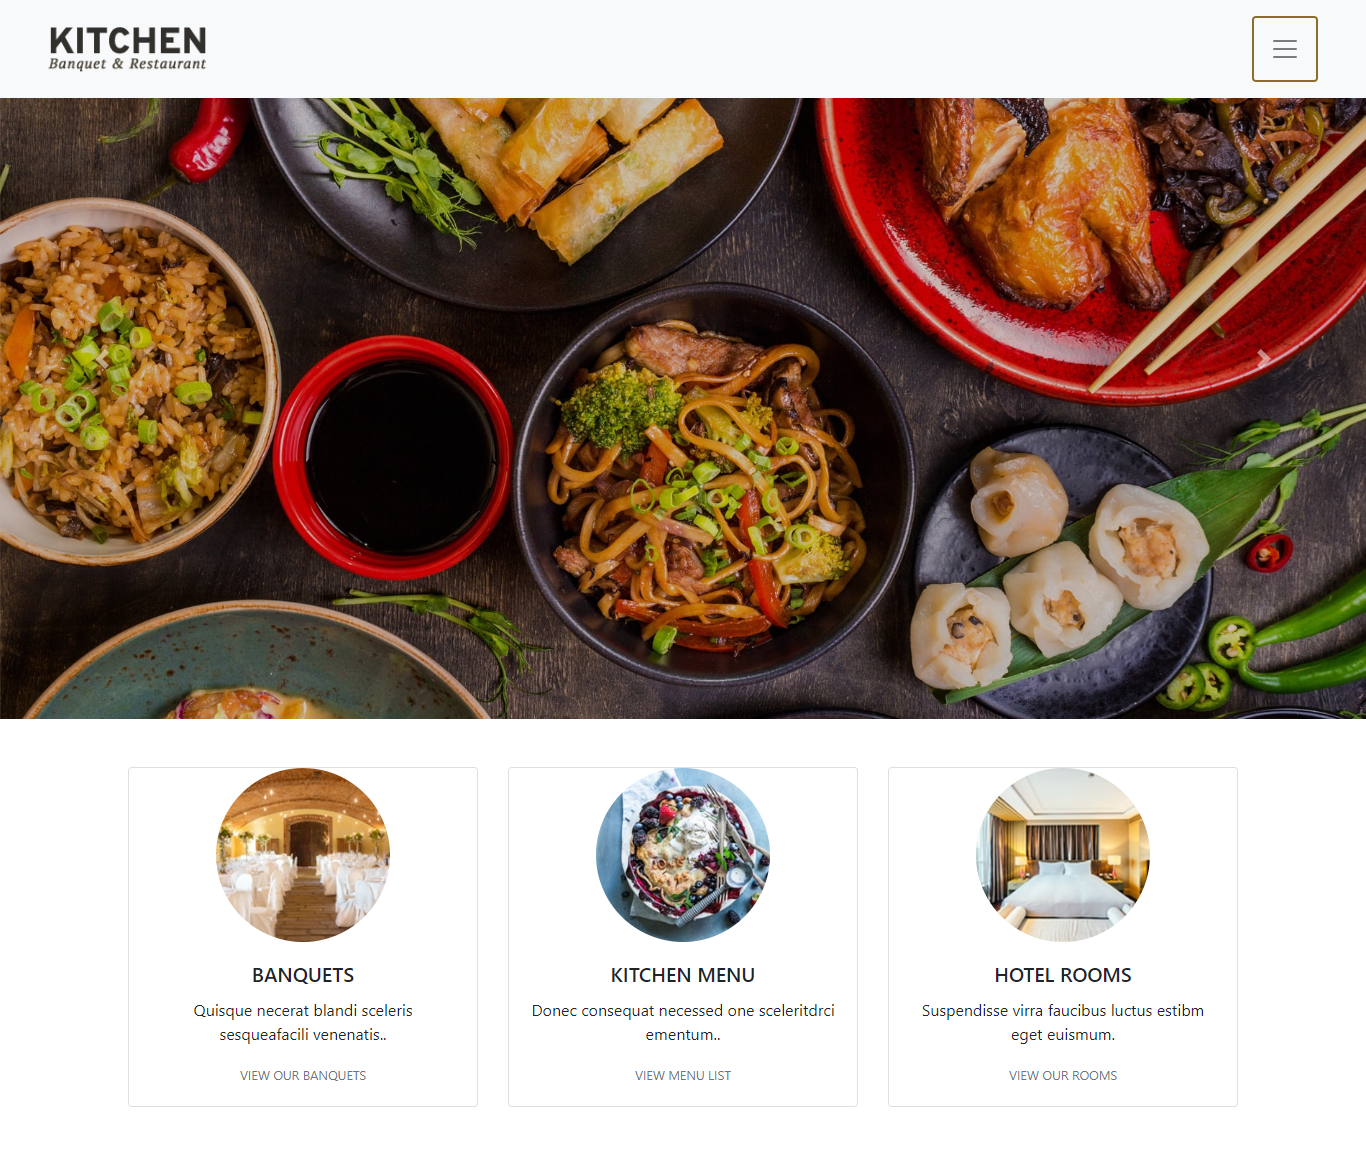 KITCHEN
Banquet & Restaurant
BANQUETS
Quisque necerat blandi sceleris
sesqueafacili venenatis..
VIEW OUR BANQUETS
KITCHEN MENU
Donec consequat necessed one sceleritdrci
ementum..
VIEW MENU LIST
HOTEL ROOMS
Suspendisse virra faucibus luctus estibm
eget euismum.
VIEW OUR ROOMS